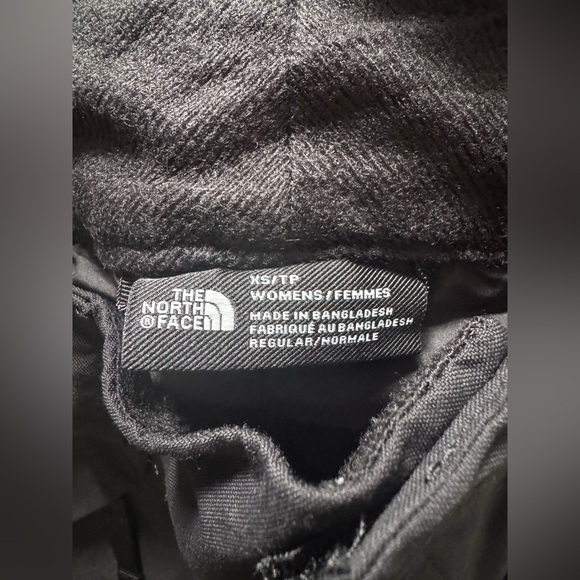 THE
NORTH
®FACE
XS/TP
WOMENS/FEMMES
MADE IN BANGLADESH
FABRIQUÉ AU BANGLADESH
REGULAR/NORMALE